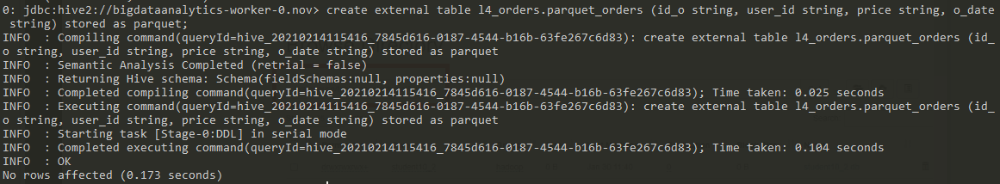 0: jdbc:hive2://bigdataanalytics-worker-0.nov> create external table l4_orders.parquet_orders (id_o string, user_id string, price string, o_date
 string) stored as parquet;
INFO  : Compiling command(queryId=hive_20210214115416_7845d616-0187-4544-b16b-63fe267c6d83): create external table l4_orders.parquet_orders (id_
o string, user_id string, price string, o_date string) stored as parquet
INFO  : Semantic Analysis Completed (retrial = false)
INFO  : Returning Hive schema: Schema(fieldSchemas:null, properties:null)
INFO  : Completed compiling command(queryId=hive_20210214115416_7845d616-0187-4544-b16b-63fe267c6d83); Time taken: 0.025 seconds
INFO  : Executing command(queryId=hive_20210214115416_7845d616-0187-4544-b16b-63fe267c6d83): create external table l4_orders.parquet_orders (id_
o string, user_id string, price string, o_date string) stored as parquet
INFO  : Starting task [Stage-0:DDL] in serial mode
INFO  : Completed executing command(queryId=hive_20210214115416_7845d616-0187-4544-b16b-63fe267c6d83); Time taken: 0.104 seconds
INFO  : OK
No rows affected (0.173 seconds)